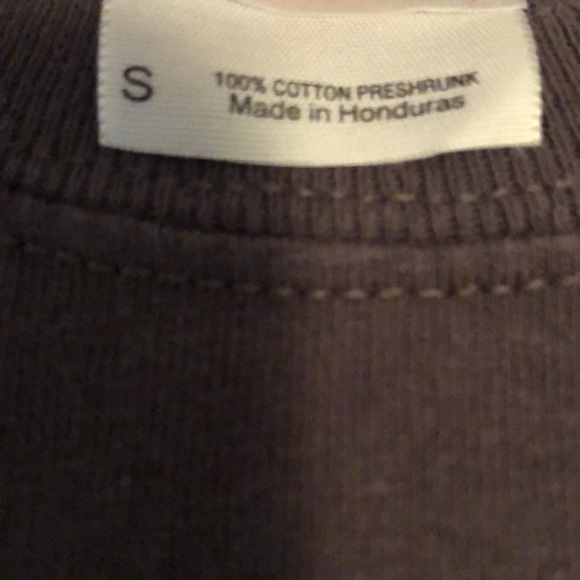 S
100% COTTON PRESHRUNK
Made in Honduras